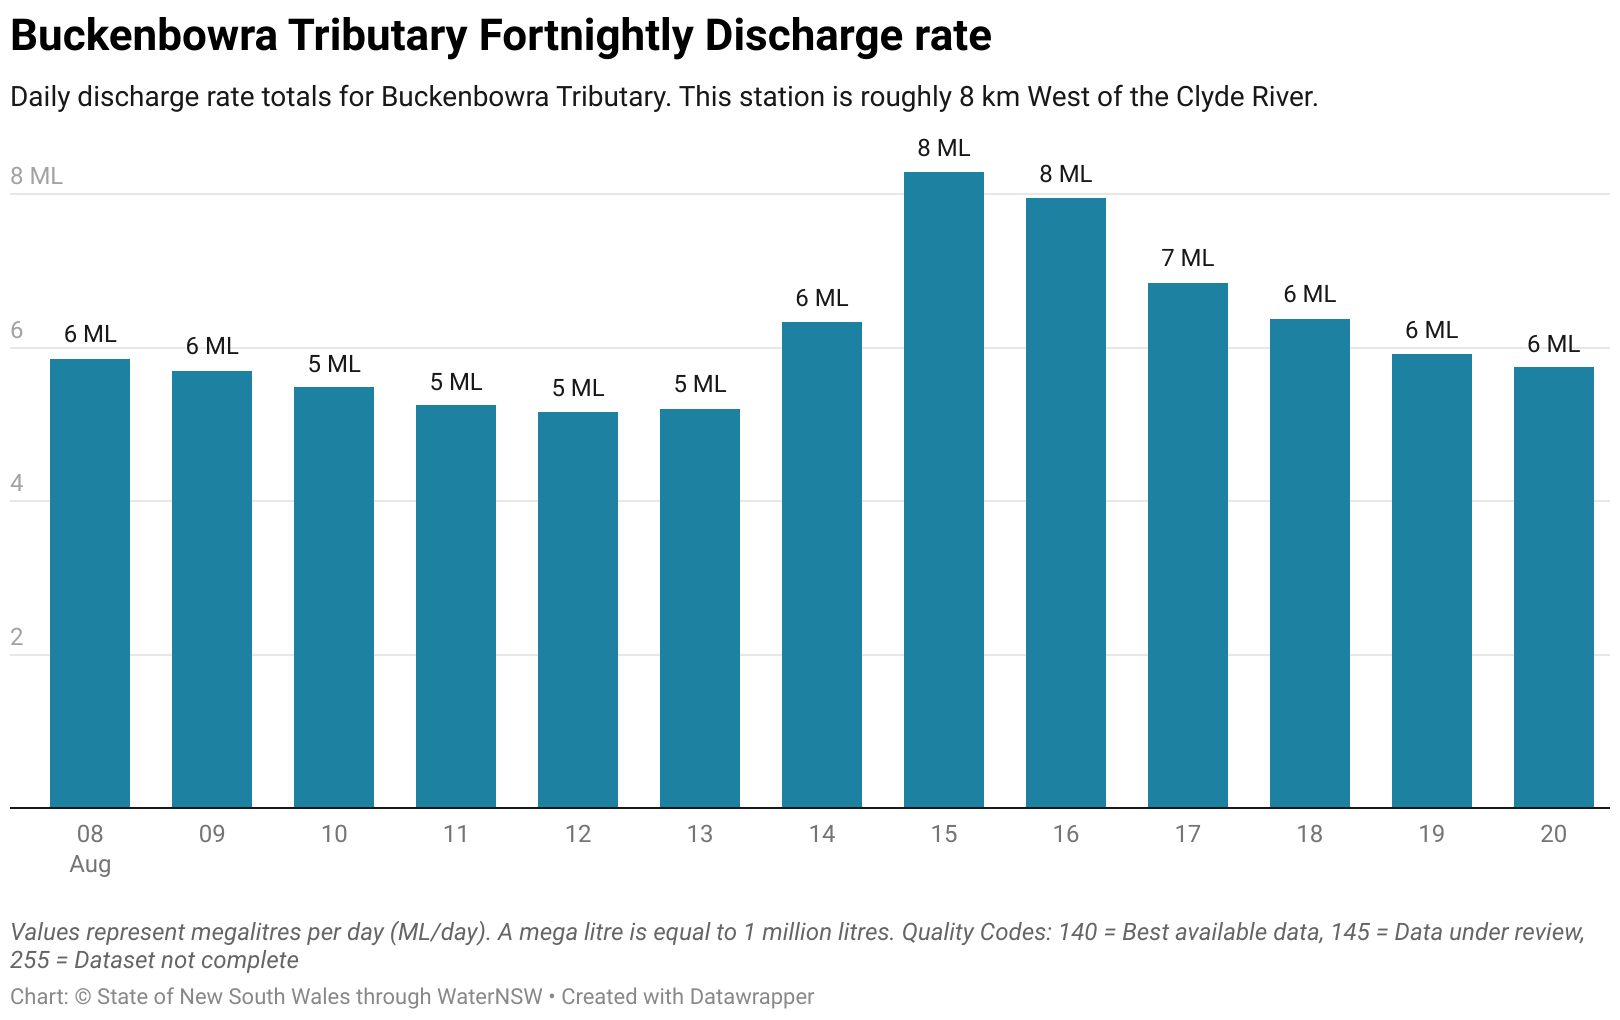 Buckenbowra Tributary Fortnightly Discharge rate
Daily discharge rate totals for Buckenbowra Tributary. This station is roughly 8 km West of the Clyde River.
8 ML
6
4
2
6 ML
6 ML
5 ML
5 ML
5 ML
5 ML
6 ML
8 ML
8 ML
7 ML
6 ML
6 ML
6 ML
08 09 10 11 12 13 14 15 16 17 18 19 20
Aug
Values represent megalitres per day (ML/day). A mega litre is equal to 1 million litres. Quality Codes: 140 = Best available data, 145 = Data under review,
255 = Dataset not complete
Chart: © State of New South Wales through WaterNSW • Created with Datawrapper